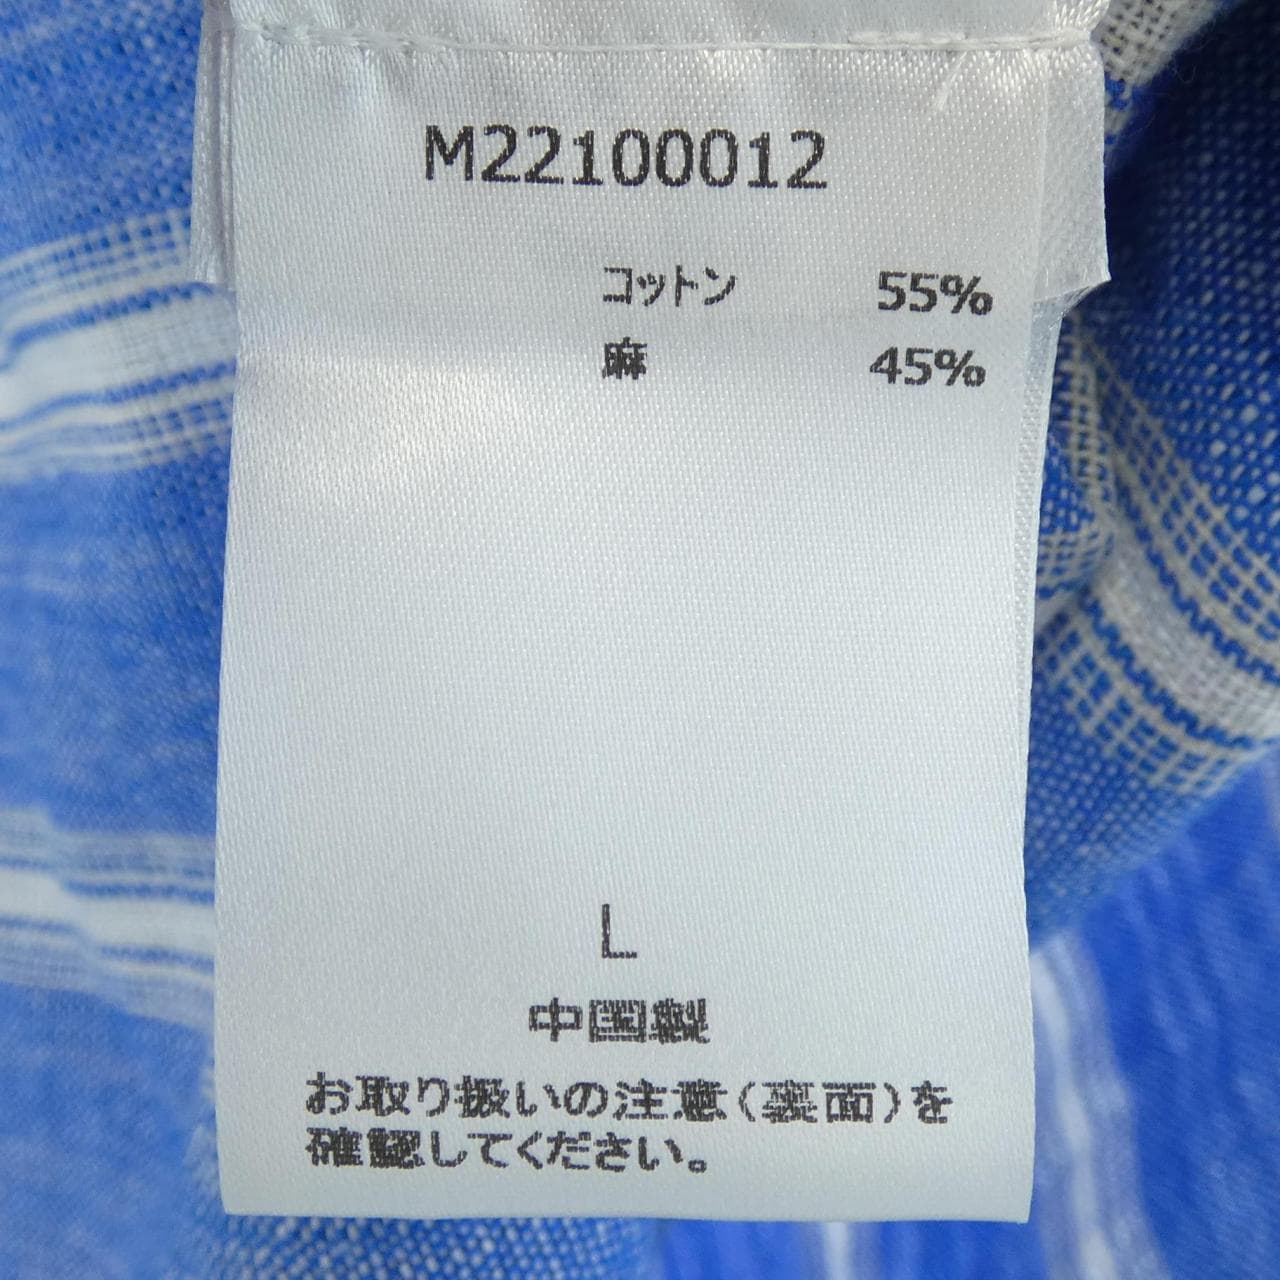 M22100012
コットン 55%
麻 45%
L
中国製
お取り扱いの注意(裏面)を
確認してください。